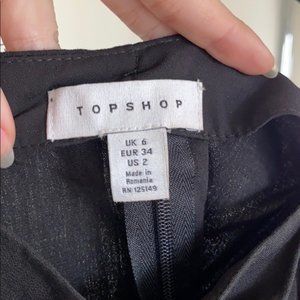 TOPSHOP
UK 6
EUR 34
US 2
Made in
Romania
RN 125149